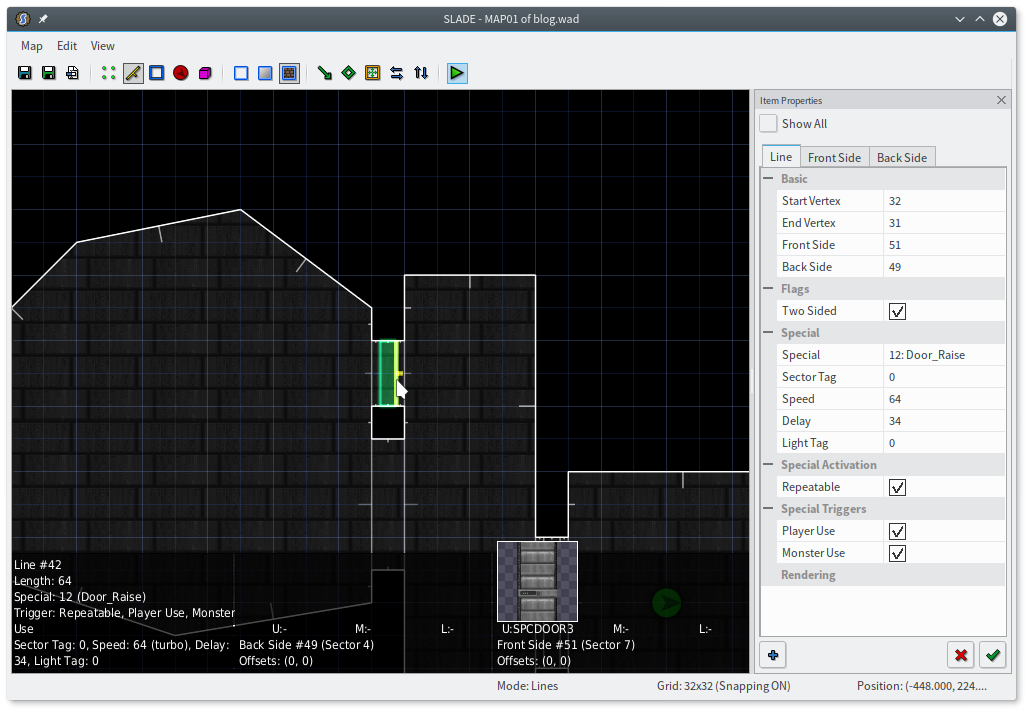 SLADE - MAP01 of blog.wad
Map Edit View
Item Properties
Show All
Line Front Side Back Side
Basic
Start Vertex 32
End Vertex 31
Front Side 51
Back Side 49
Flags
Two Sided
Special
Special 12: Door_Raise
Sector Tag 0
Speed 64
Delay 34
Light Tag 0
Special Activation
Repeatable
Special Triggers
Player Use
Monster Use
Rendering
Line #42
Length: 64
Special: 12 (Door_Raise)
Trigger: Repeatable, Player Use, Monster
Use U:- M:- L:- U:SPCDOOR3 M:- L:-
Sector Tag: 0, Speed: 64 (turbo), Delay: Back Side #49 (Sector 4) Front Side #51 (Sector 7)
34, Light Tag: 0 Offsets: (0, 0) Offsets: (0, 0)
Mode: Lines Grid: 32x32 (Snapping ON) Position: (-448.000, 224....